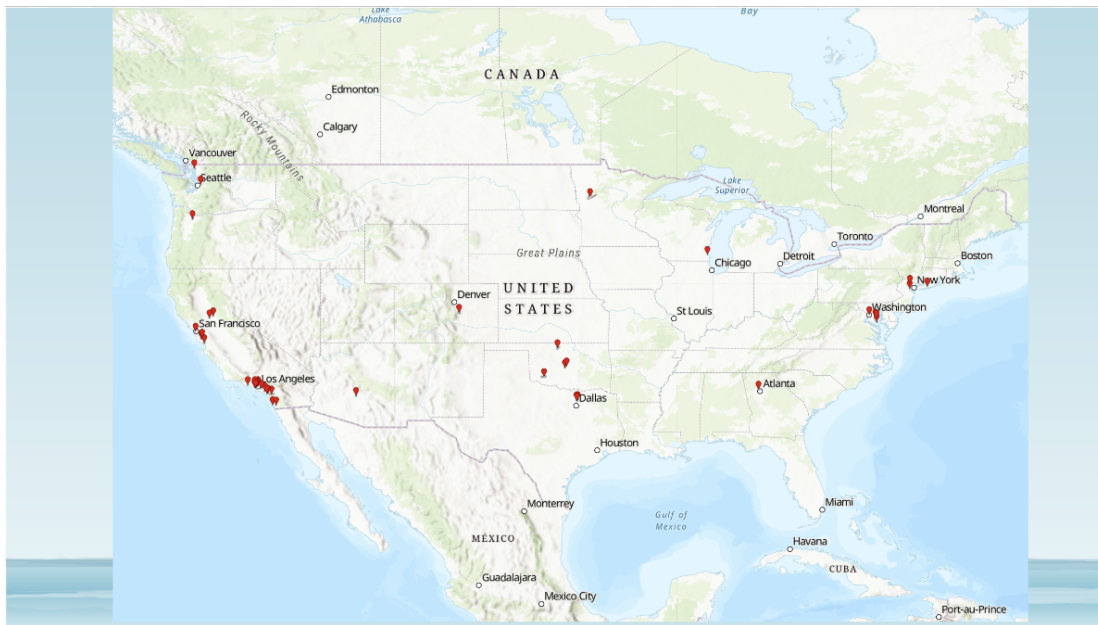 Lake
Athabasca
Bay
CANADA
Edmonton
Calgary
Rocky Mountains
Vancouver
Seattle
Lake
Superior
Montreal
Toronto
Great Plains
Chicago
Detroit
Boston
New York
UNITED
STATES
Denver
St Louis
Washington
San Francisco
Los Angeles
Atlanta
Dallas
Houston
Monterrey
Miami
Gulf of
Mexico
MÉXICO
Havana
CUBA
Guadalajara
Mexico City
Port-au-Prince